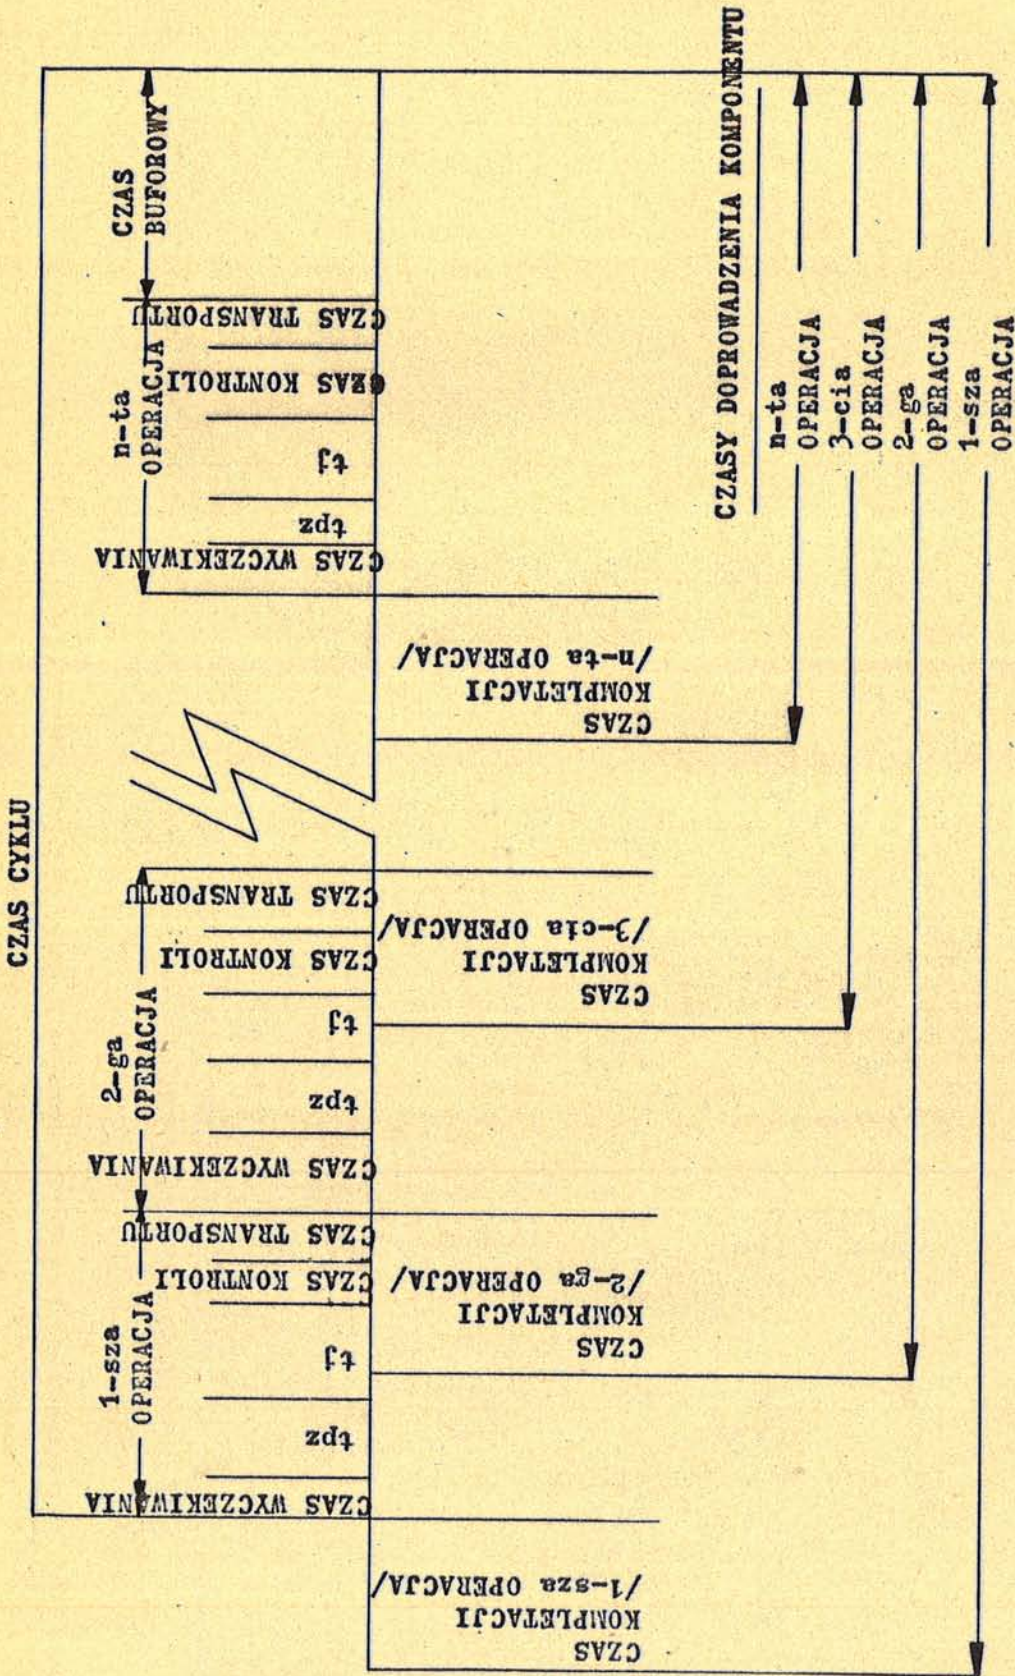 CZAS CYKLU
1-sza
OPERACJA
2-ga
OPERACJA
n-ta
OPERACJA
CZAS
BUFOROWY
CZAS WYCZEKIWANIA
tpz
tj
CZAS KONTROLI
CZAS TRANSPORTU
CZAS WYCZEKIWANIA
tpz
tj
CZAS KONTROLI
CZAS TRANSPORTU
CZAS WYCZEKIWANIA
tpz
tj
CZAS KONTROLI
CZAS TRANSPORTU
CZAS
KOMPLETACJI
/1-sza OPERACJA/
CZAS
KOMPLETACJI
/2-ga OPERACJA/
CZAS
KOMPLETACJI
/3-cia OPERACJA/
CZAS
KOMPLETACJI
/n-ta OPERACJA/
CZASY DOPROWADZENIA KOMPONENTU
n-ta
OPERACJA
3-cia
OPERACJA
2-ga
OPERACJA
1-sza
OPERACJA